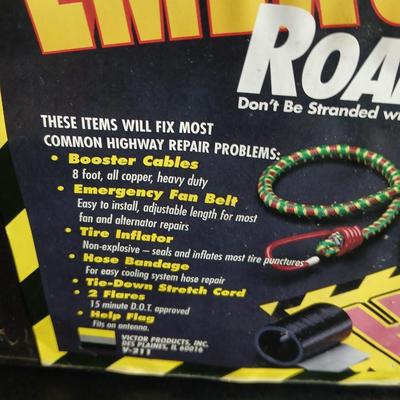 ROA
Don't Be Stranded
THESE ITEMS WILL FIX MOST
COMMON HIGHWAY REPAIR PROBLEMS:
• Booster Cables
8 foot, all copper, heavy duty
• Emergency Fan Belt
Easy to install, adjustable length for most
fan and alternator repairs
• Tire Inflator
Non-explosive – seals and inflates most tire punctures
• Hose Bandage
For easy cooling system hose repair
• Tie-Down Stretch Cord
• 2 Flares
15 minute D.O.T. approved
• Help Flag
Fits on antenna.
VICTOR PRODUCTS, INC.
DES PLAINES, IL 60016
V-211